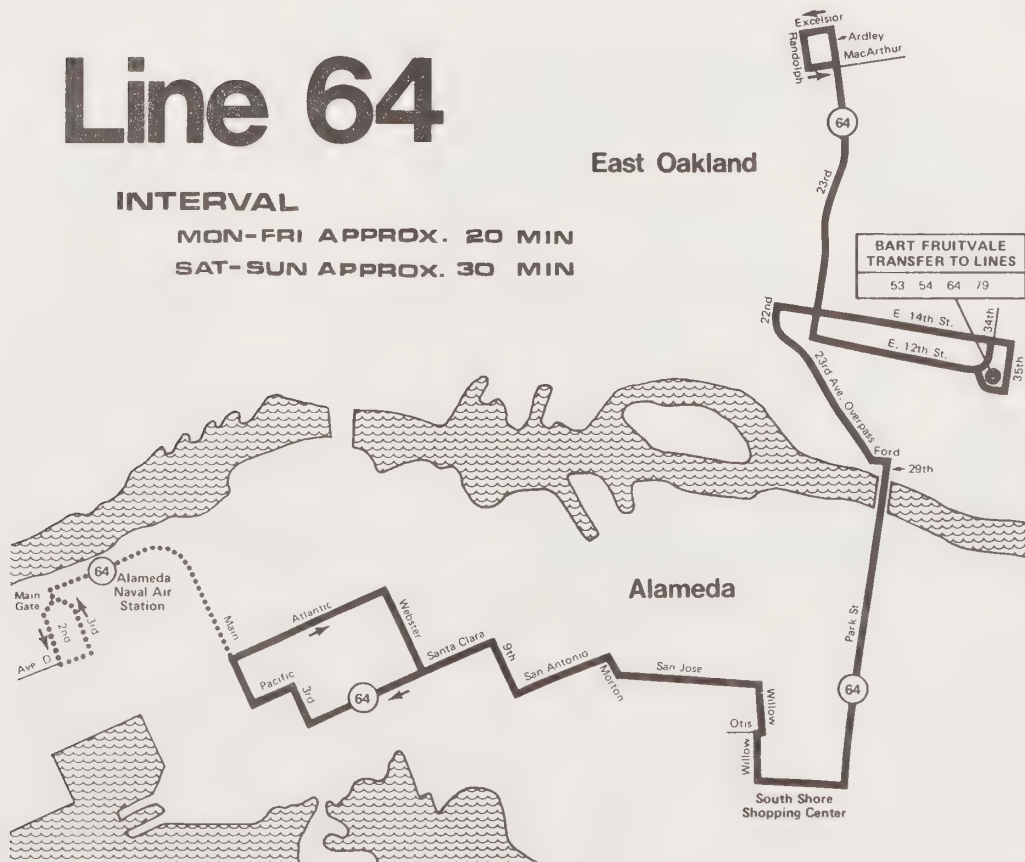 Line 64
INTERVAL
MON-FRI APPROX. 20 MIN
SAT-SUN APPROX. 30 MIN
Excelsior
Randolph
Ardley
MacArthur
64
East Oakland
23rd
BART FRUITVALE
TRANSFER TO LINES
53 54 64 79
22nd
E. 14th St.
34th
E. 12th St.
35th
23rd Ave. Overpass
Ford
29th
64
Alameda
Naval Air
Station
Main
Gate
2nd
3rd
Ave. D
Main
Atlantic
Webster
Alameda
Park St
Santa Clara
9th
San Antonio
Morton
San Jose
Pacific
3rd
64
Willow
64
Otis
Willow
South Shore
Shopping Center